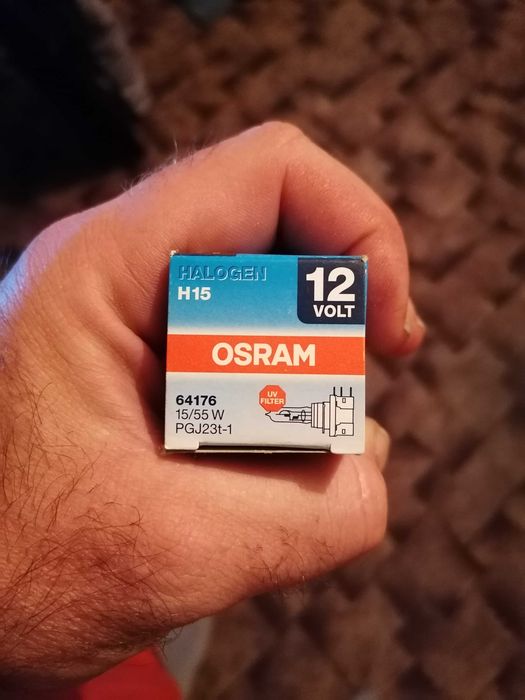 HALOGEN
H15
12
VOLT
OSRAM
64176
15/55 W
PGJ23t-1
UV
FILTER